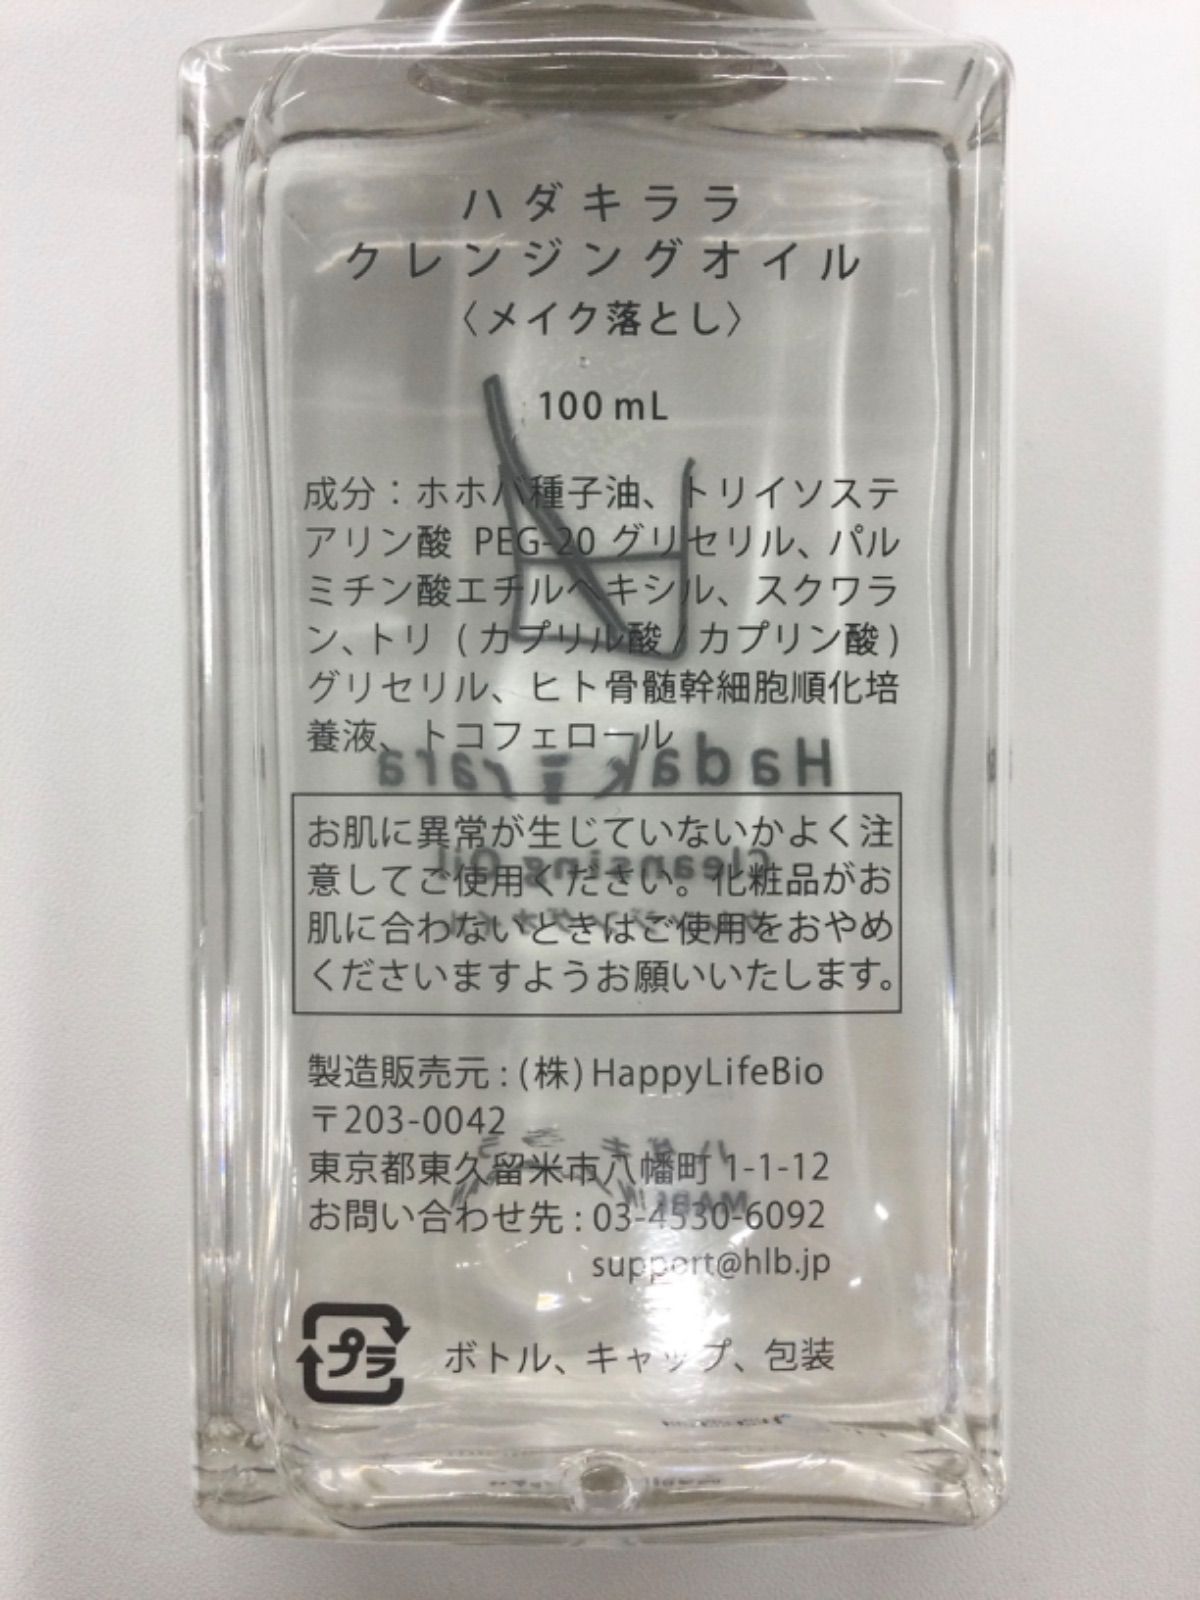 ハダキララ
クレンジングオイル
〈メイク落とし〉
100 mL
成分：ホホバ種子油、トリイソステ
アリン酸 PEG-20 グリセリル、パル
ミチン酸エチルヘキシル、スクワラ
ン、トリ (カプリル酸/カプリン酸)
グリセリル、ヒト骨髄幹細胞順化培
養液、トコフェロール
お肌に異常が生じていないかよく注
意してご使用ください。化粧品がお
肌に合わないときはご使用をおやめ
くださいますようお願いいたします。
製造販売元：(株)HappyLifeBio
〒203-0042
東京都東久留米市八幡町 1-1-12
お問い合わせ先：03-4530-6092
support@hlb.jp
プラ
ボトル、キャップ、包装
Cleansing Oil